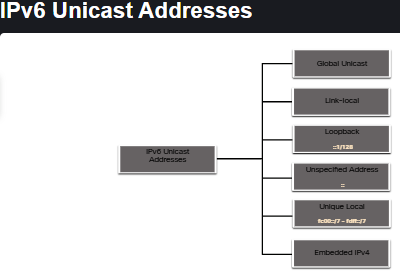 IPv6 Unicast Addresses
Global Unicast
Link-local
Loopback
::1/128
IPv6 Unicast
Addresses
Unspecified Address
::
Unique Local
fc00::/7 – fdff::/7
Embedded IPv4